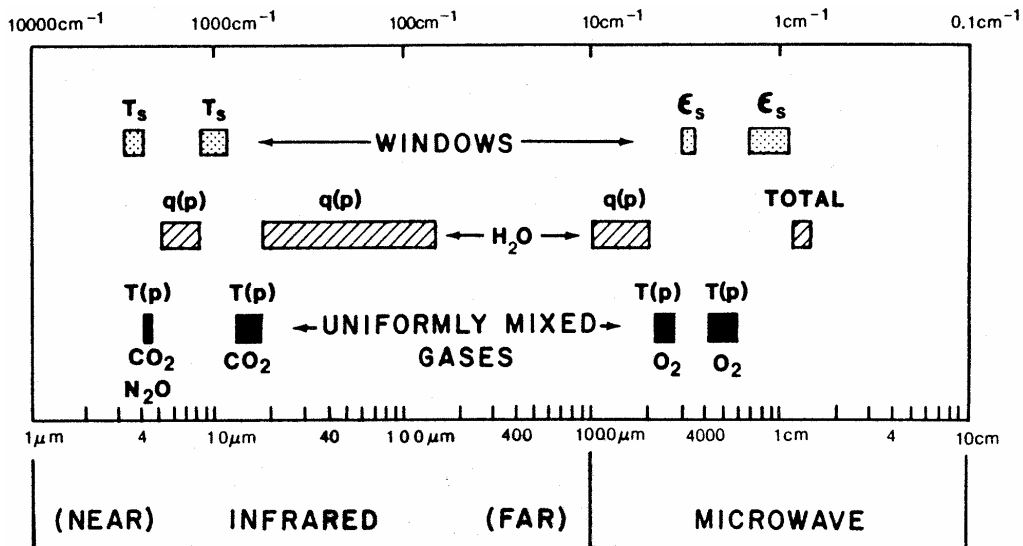 10000cm⁻¹ 1000cm⁻¹ 100cm⁻¹ 10cm⁻¹ 1cm⁻¹ 0.1cm⁻¹
Tₛ Tₛ ϵₛ ϵₛ
WINDOWS
q(p) q(p) q(p) TOTAL
H₂O
T(p) T(p) T(p) T(p)
UNIFORMLY MIXED
GASES
CO₂ CO₂ O₂ O₂
N₂O
1μm 4 10μm 40 100μm 400 1000μm 4000 1cm 4 10cm
(NEAR) INFRARED (FAR) MICROWAVE